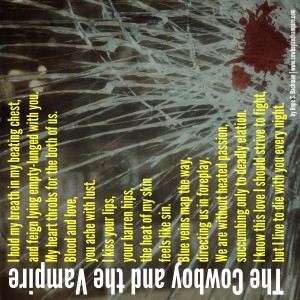 The Cowboy and the Vampire
I hold my breath in my beating chest,
and feign lying empty-lunged with you.
My heart throbs for the both of us.
Blood and love,
you ache with lust.
I kiss your lips,
your barren hips,
the heat of my skin
feels like sin.
Blue reins map the way,
directing us in foreplay.
We are without heated passion,
succumbing only to deadly elation.
I know this love I should strive to fight,
but I love to die with you every night.